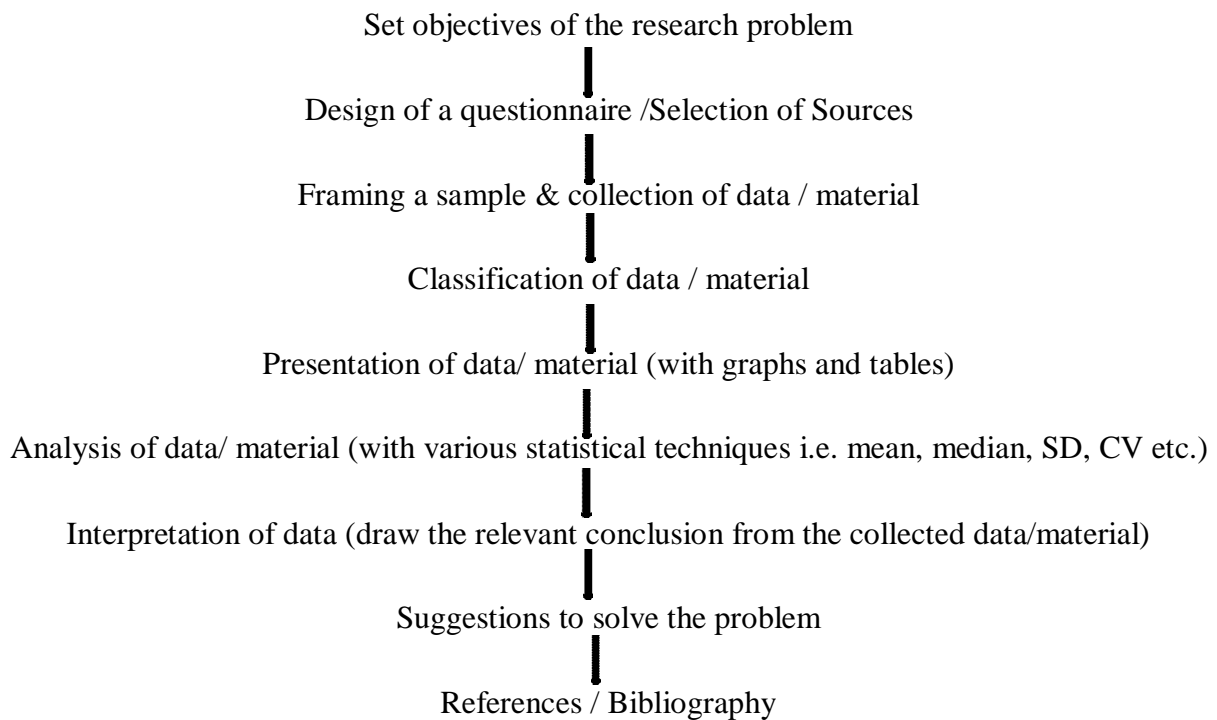 Set objectives of the research problem
Design of a questionnaire /Selection of Sources
Framing a sample & collection of data / material
Classification of data / material
Presentation of data/ material (with graphs and tables)
Analysis of data/ material (with various statistical techniques i.e. mean, median, SD, CV etc.)
Interpretation of data (draw the relevant conclusion from the collected data/material)
Suggestions to solve the problem
References / Bibliography